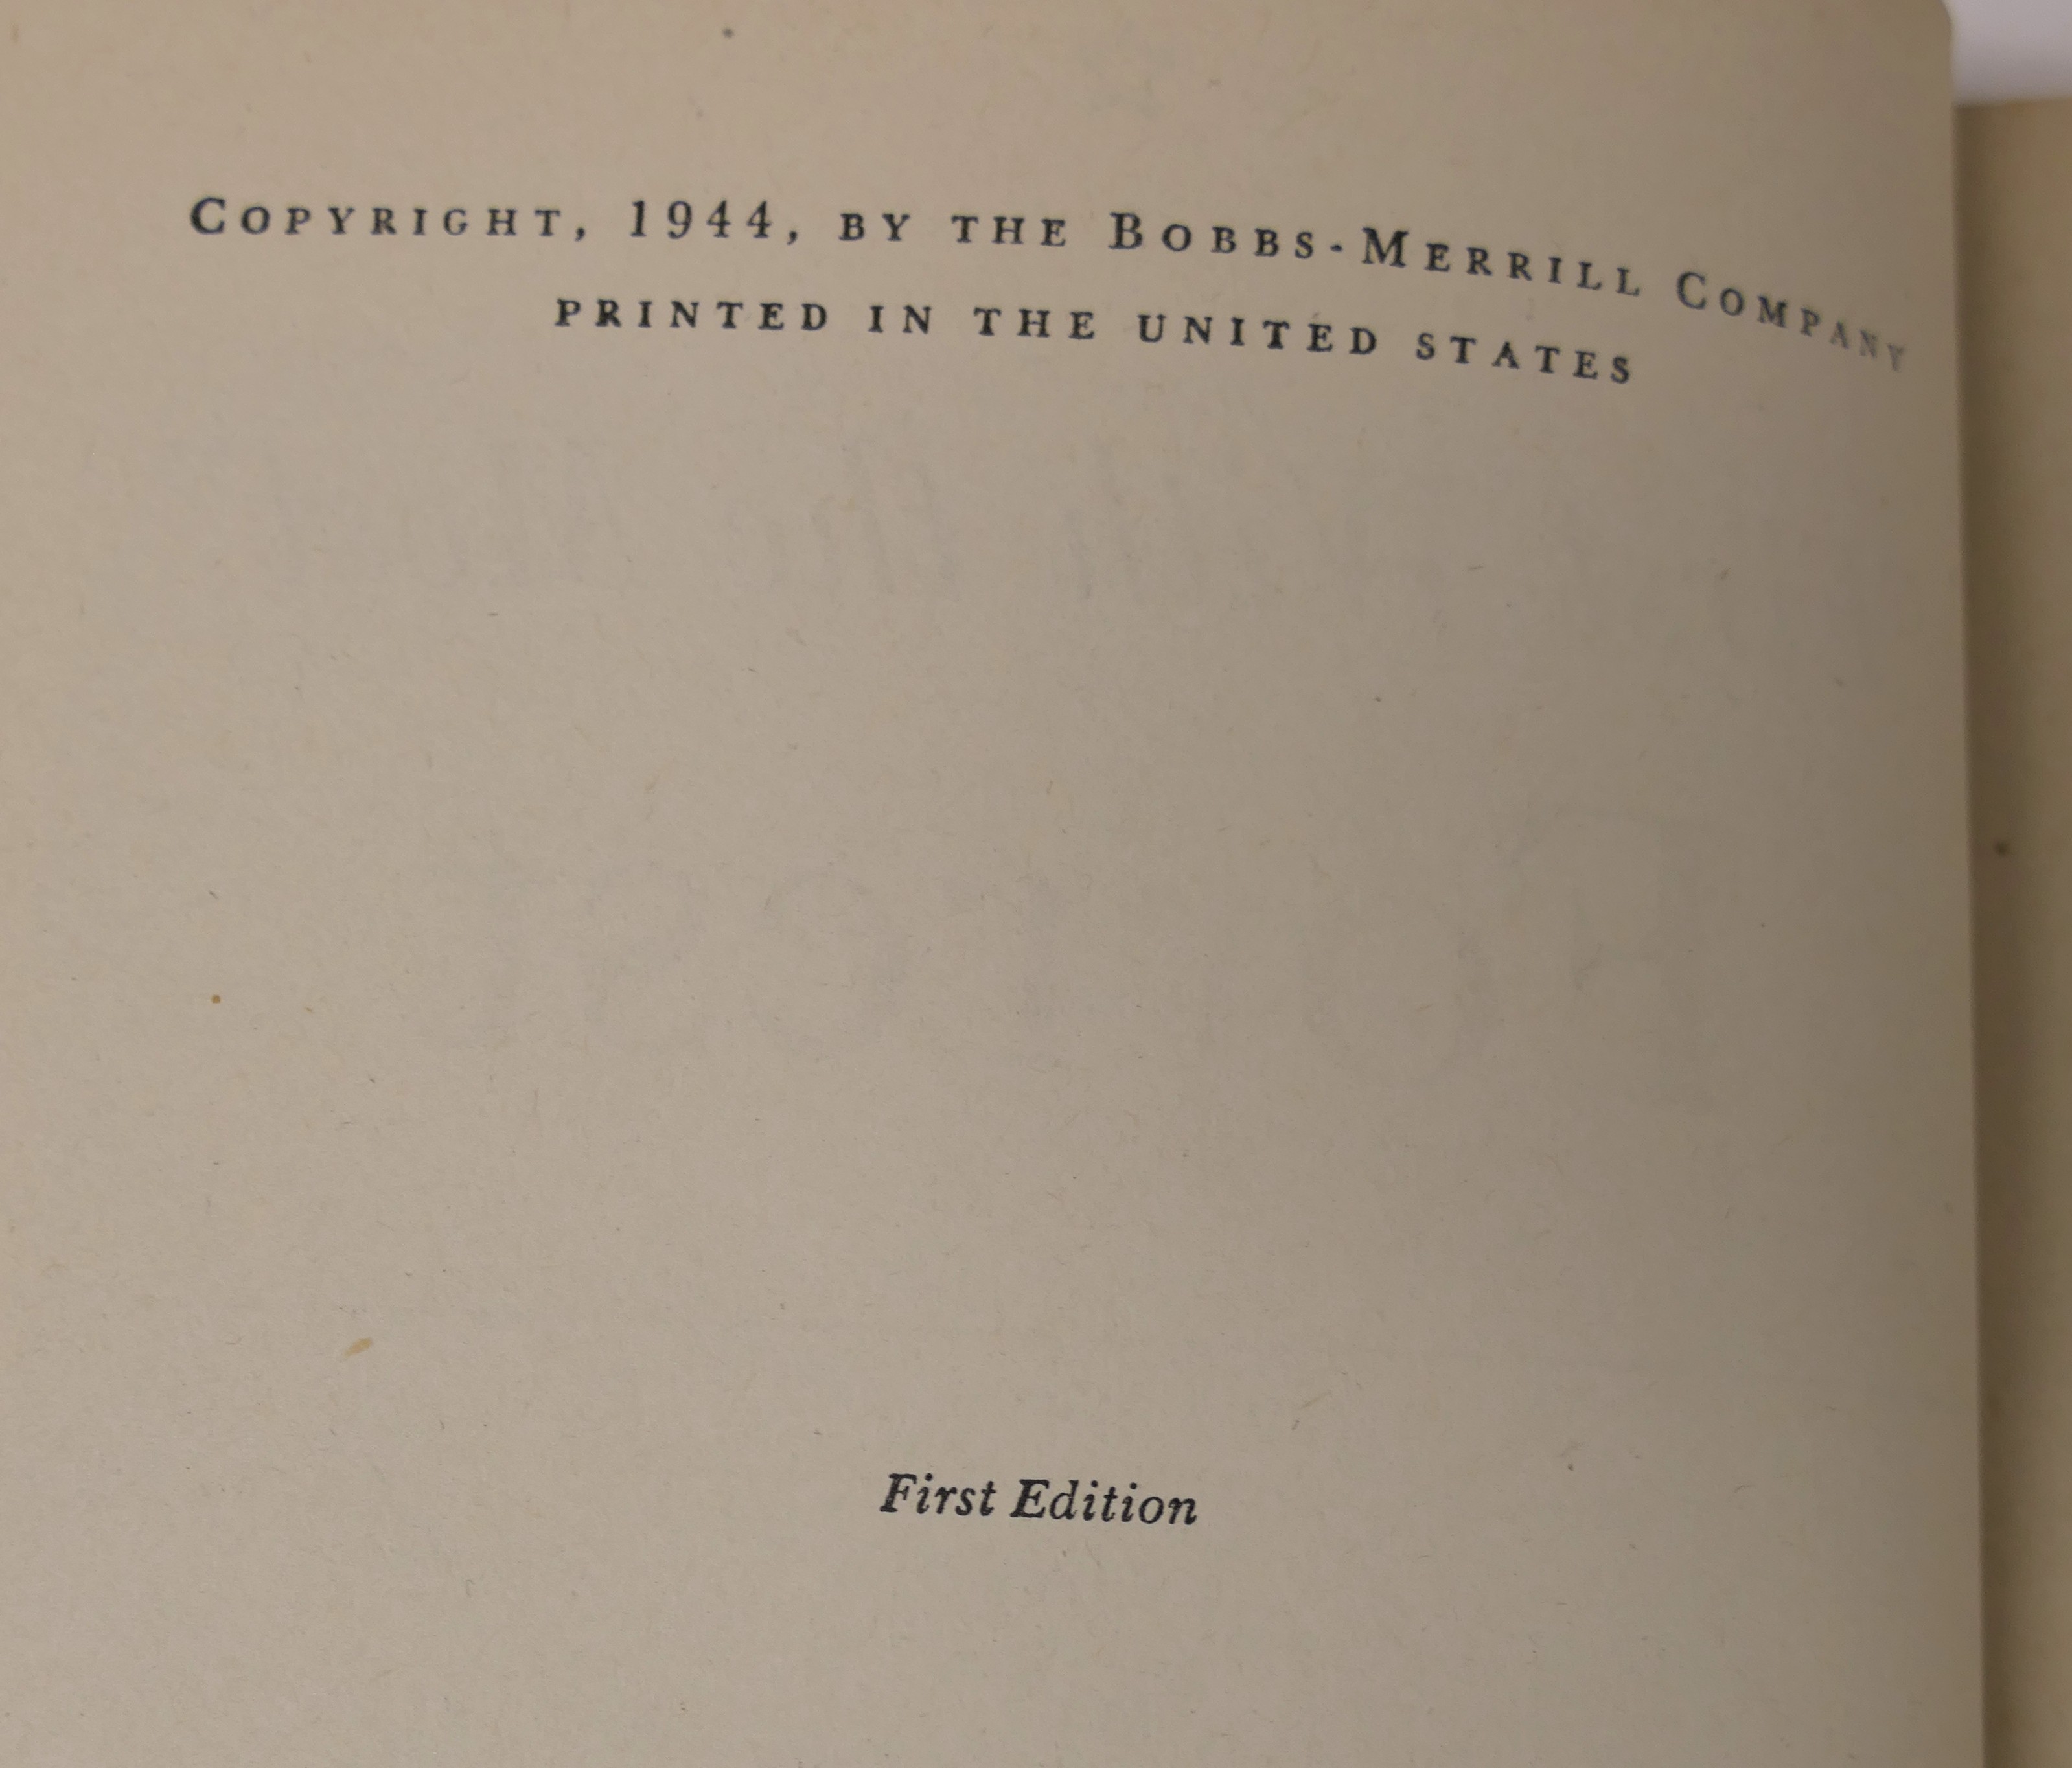 COPYRIGHT, 1944, BY THE BOBBS-MERRILL COMPANY
PRINTED IN THE UNITED STATES
First Edition